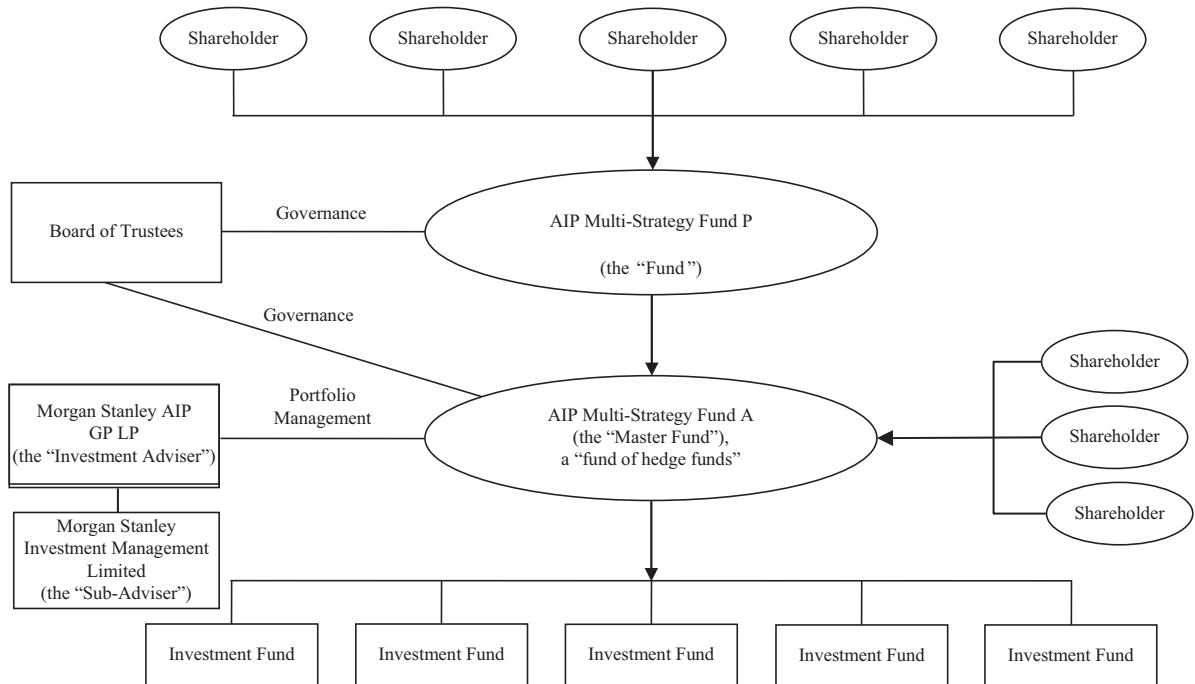 Shareholder
Shareholder
Shareholder
Shareholder
Shareholder
Board of Trustees
Governance
AIP Multi-Strategy Fund P
(the “Fund”)
Governance
Shareholder
Shareholder
Shareholder
Morgan Stanley AIP
GP LP
(the “Investment Adviser”)
Portfolio
Management
AIP Multi-Strategy Fund A
(the “Master Fund”),
a “fund of hedge funds”
Morgan Stanley
Investment Management
Limited
(the “Sub-Adviser”)
Investment Fund
Investment Fund
Investment Fund
Investment Fund
Investment Fund